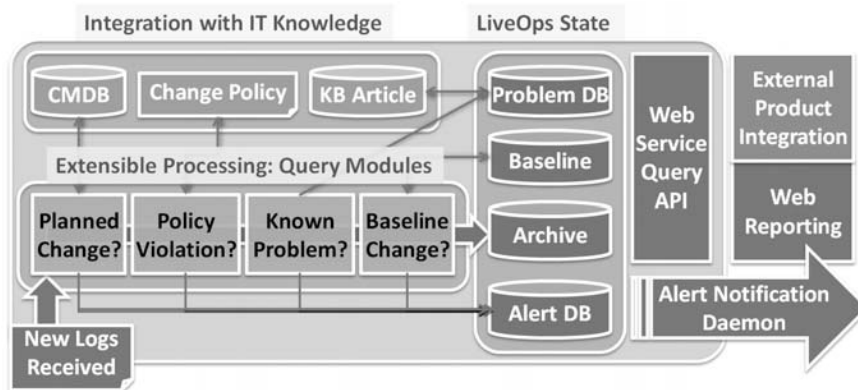 Integration with IT Knowledge
LiveOps State
CMDB
Change Policy
KB Article
Problem DB
Web
Service
Query
API
External
Product
Integration
Extensible Processing: Query Modules
Baseline
Planned
Change?
Policy
Violation?
Known
Problem?
Baseline
Change?
Archive
Web
Reporting
New Logs
Received
Alert DB
Alert Notification
Daemon